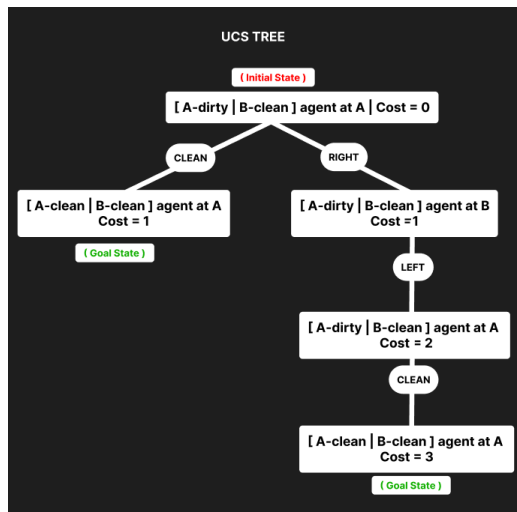 UCS TREE
( Initial State )
[ A-dirty | B-clean ] agent at A | Cost = 0
CLEAN
RIGHT
[ A-clean | B-clean ] agent at A
Cost = 1
( Goal State )
[ A-dirty | B-clean ] agent at B
Cost =1
LEFT
[ A-dirty | B-clean ] agent at A
Cost = 2
CLEAN
[ A-clean | B-clean ] agent at A
Cost = 3
( Goal State )